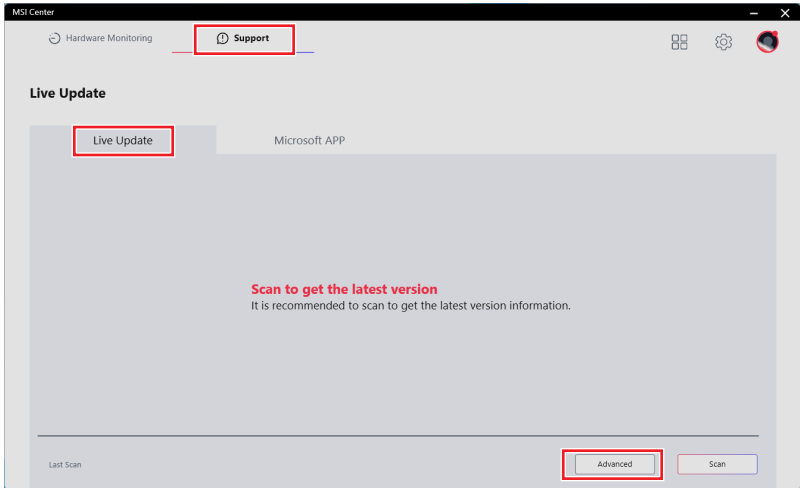 MSI Center
Hardware Monitoring
Support
Live Update
Live Update
Microsoft APP
Scan to get the latest version
It is recommended to scan to get the latest version information.
Last Scan
Advanced
Scan